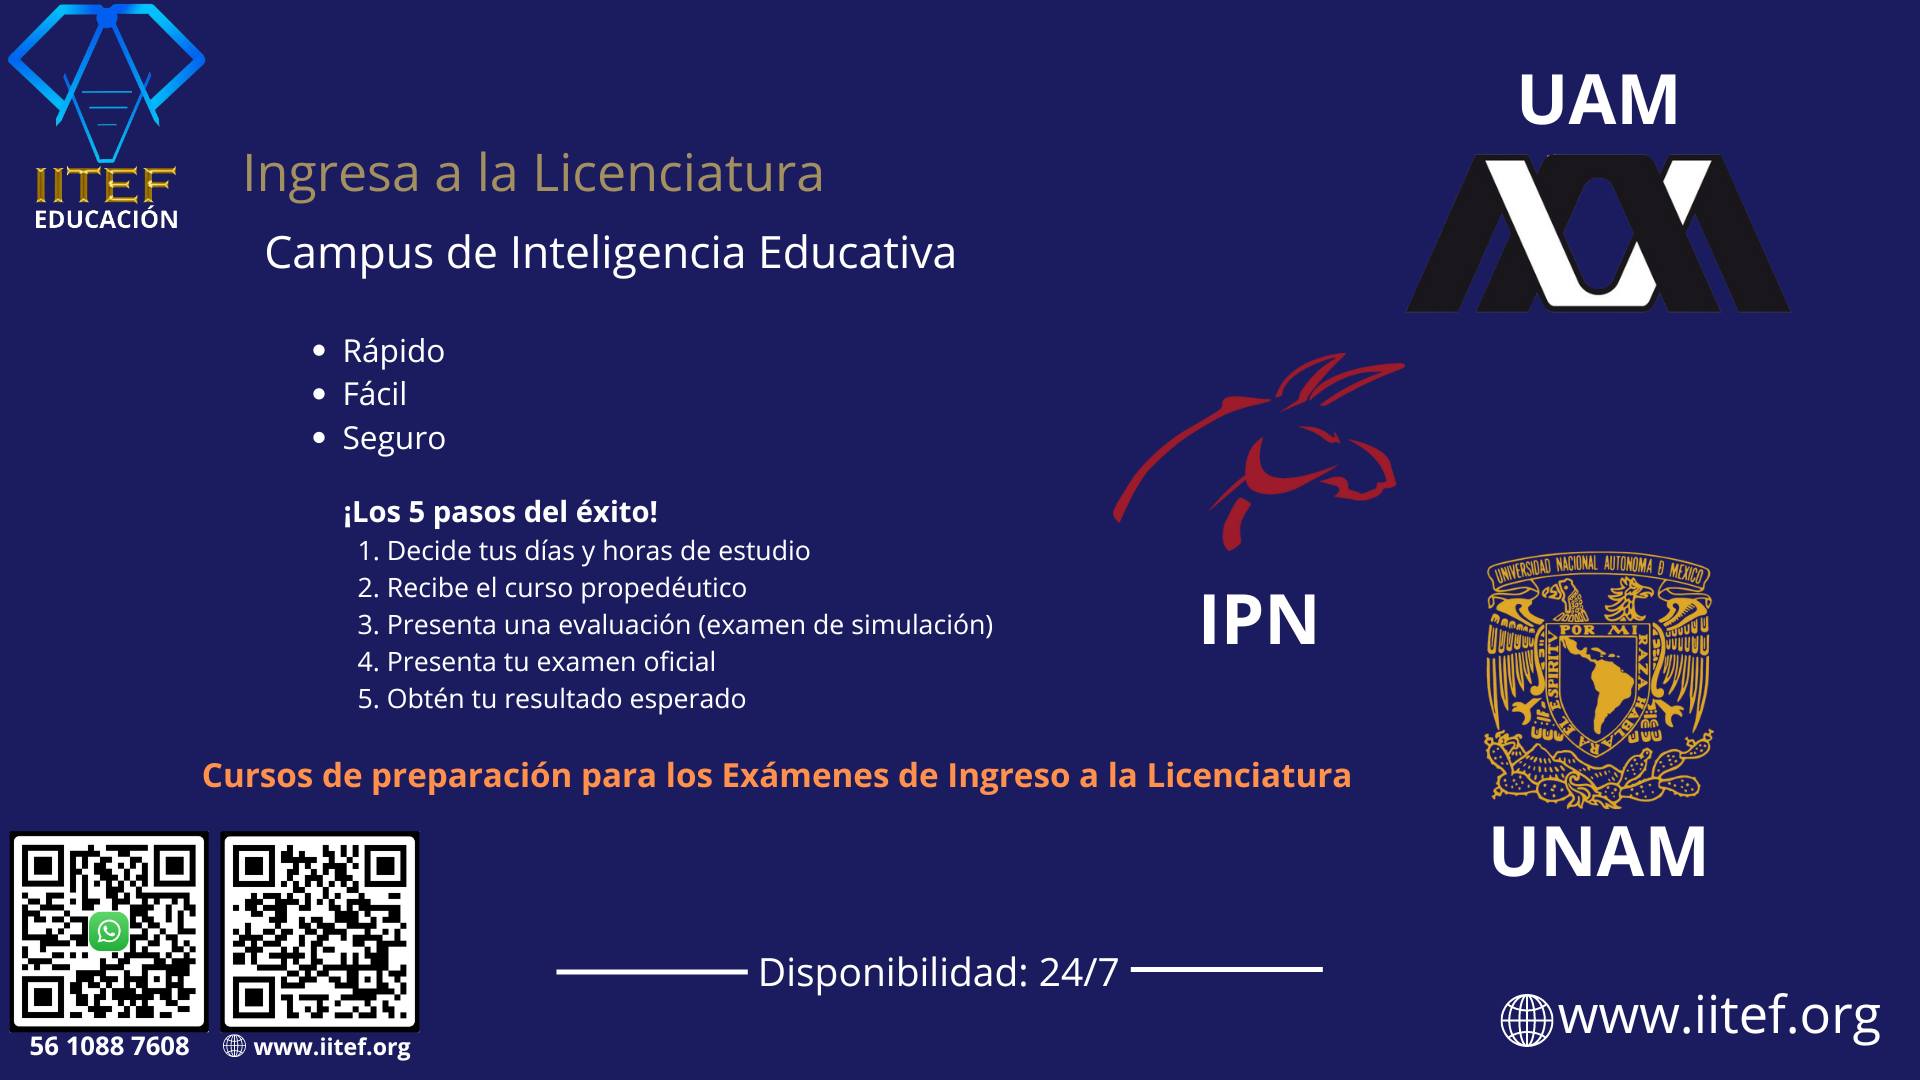 IITEF
EDUCACIÓN
Ingresa a la Licenciatura
Campus de Inteligencia Educativa
• Rápido
• Fácil
• Seguro
¡Los 5 pasos del éxito!
1. Decide tus días y horas de estudio
2. Recibe el curso propedéutico
3. Presenta una evaluación (examen de simulación)
4. Presenta tu examen oficial
5. Obtén tu resultado esperado
Cursos de preparación para los Exámenes de Ingreso a la Licenciatura
UAM
IPN
UNIVERSIDAD NACIONAL AUTONOMA D MEXICO
POR MI
RAZA HABLARA EL ESPIRITV
UNAM
Disponibilidad: 24/7
56 1088 7608
www.iitef.org
www.iitef.org